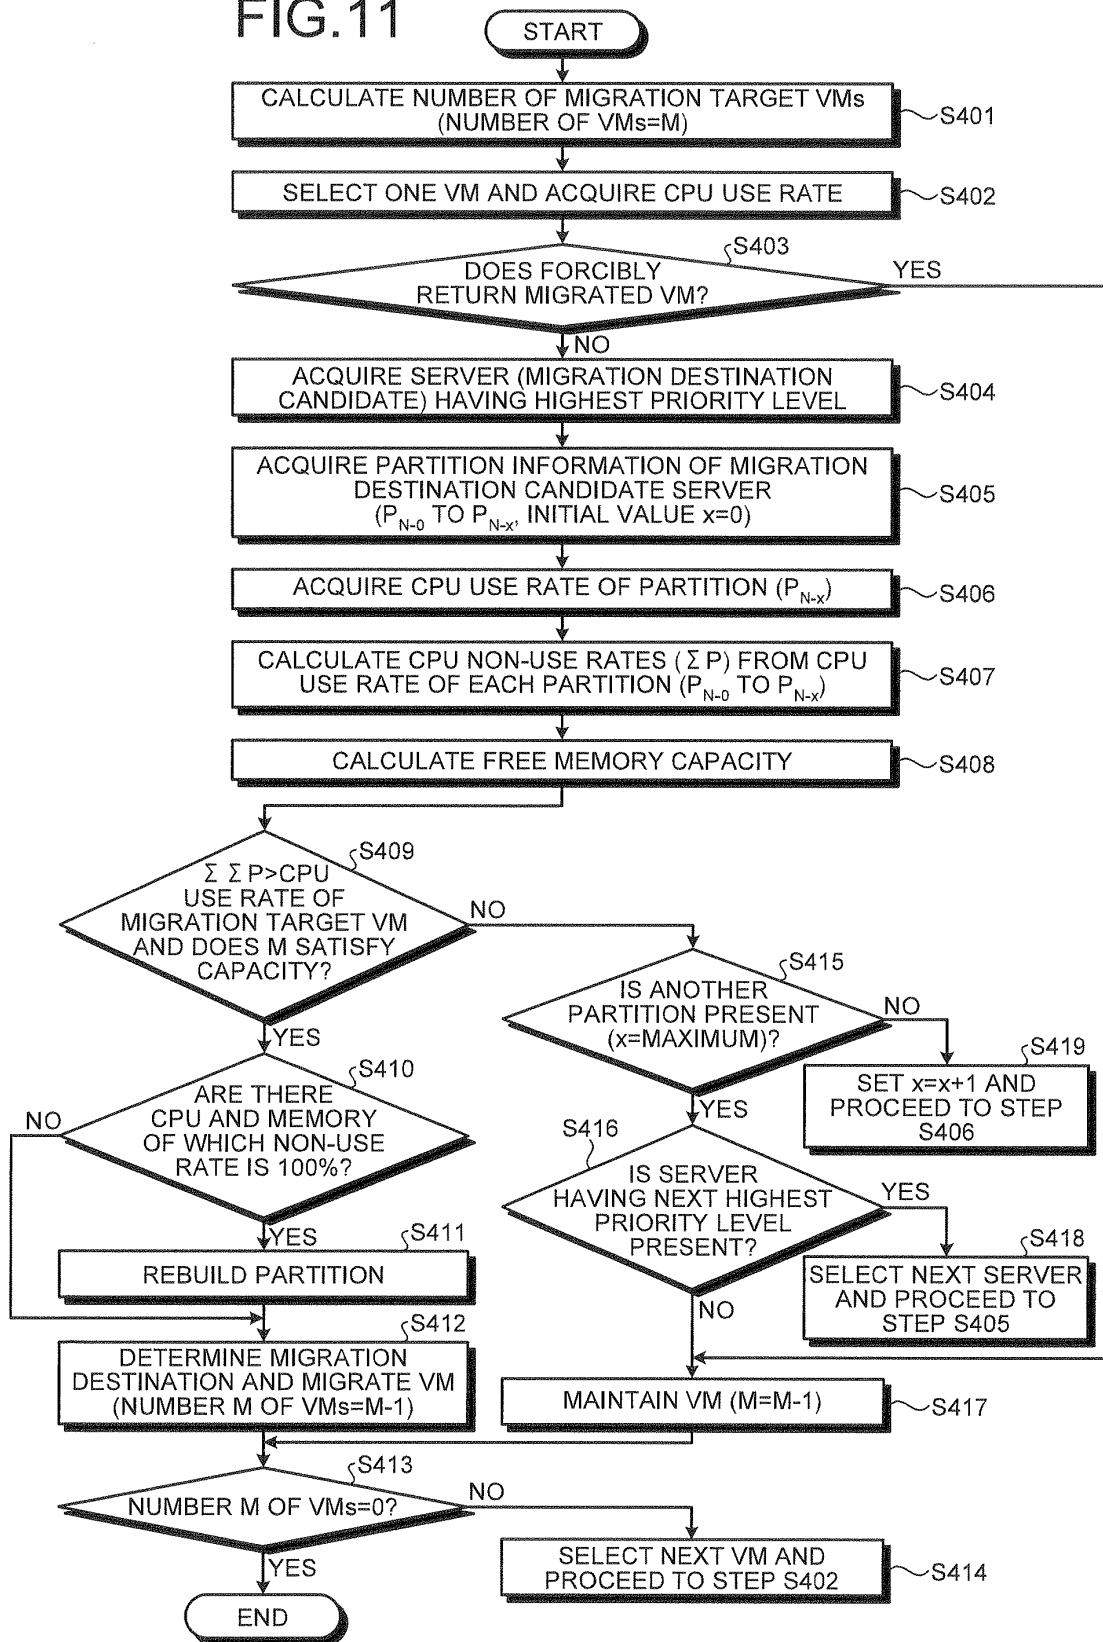 FIG.11
START
CALCULATE NUMBER OF MIGRATION TARGET VMs
(NUMBER OF VMs=M)
S401
SELECT ONE VM AND ACQUIRE CPU USE RATE
S402
S403
DOES FORCIBLY
RETURN MIGRATED VM?
YES
NO
ACQUIRE SERVER (MIGRATION DESTINATION
CANDIDATE) HAVING HIGHEST PRIORITY LEVEL
S404
ACQUIRE PARTITION INFORMATION OF MIGRATION
DESTINATION CANDIDATE SERVER
(P_{N-0} TO P_{N-x}, INITIAL VALUE x=0)
S405
ACQUIRE CPU USE RATE OF PARTITION (P_{N-x})
S406
CALCULATE CPU NON-USE RATES (ΣP) FROM CPU
USE RATE OF EACH PARTITION (P_{N-0} TO P_{N-x})
S407
CALCULATE FREE MEMORY CAPACITY
S408
S409
Σ Σ P>CPU
USE RATE OF
MIGRATION TARGET VM
AND DOES M SATISFY
CAPACITY?
NO
YES
S415
IS ANOTHER
PARTITION PRESENT
(x=MAXIMUM)?
NO
YES
S419
SET x=x+1 AND
PROCEED TO STEP
S406
S410
ARE THERE
CPU AND MEMORY
OF WHICH NON-USE
RATE IS 100%?
NO
YES
S416
IS SERVER
HAVING NEXT HIGHEST
PRIORITY LEVEL
PRESENT?
YES
NO
S418
SELECT NEXT SERVER
AND PROCEED TO
STEP S405
S411
REBUILD PARTITION
S412
DETERMINE MIGRATION
DESTINATION AND MIGRATE VM
(NUMBER M OF VMs=M-1)
MAINTAIN VM (M=M-1)
S417
S413
NUMBER M OF VMs=0?
NO
YES
SELECT NEXT VM AND
PROCEED TO STEP S402
S414
END